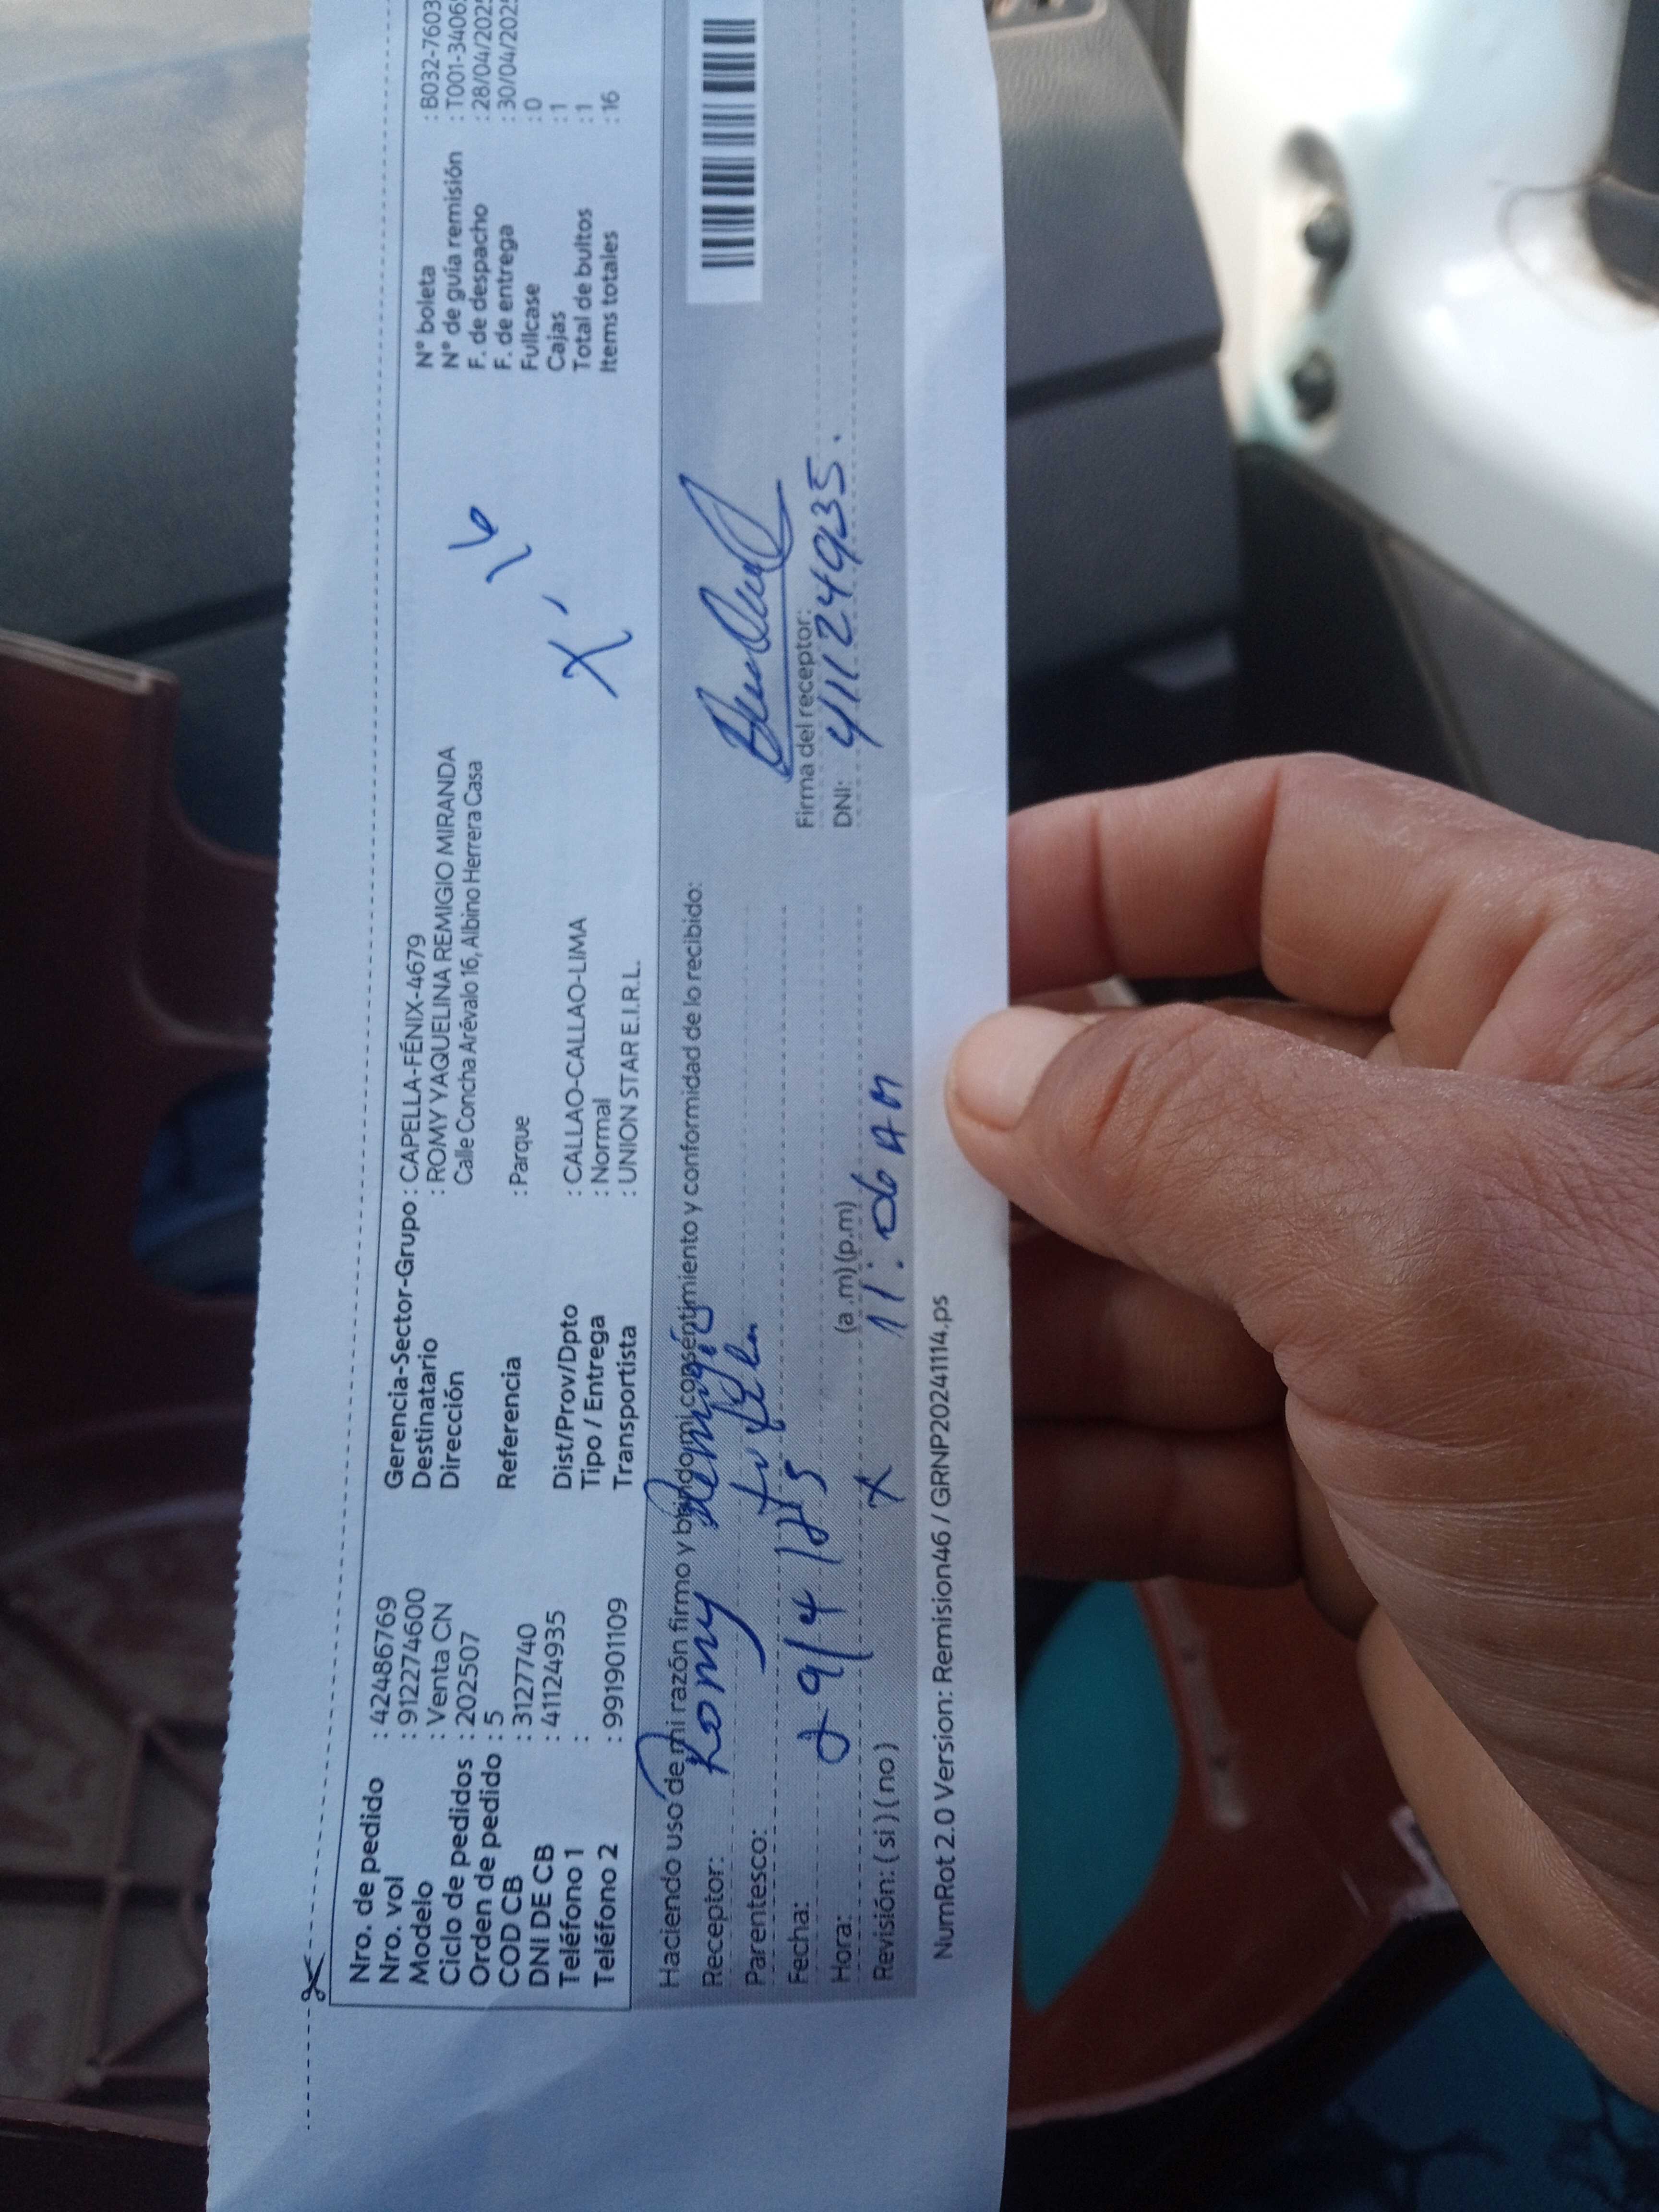 Nro. de pedido : 42486769
Nro. vol : 912274600
Modelo : Venta CN
Ciclo de pedidos : 202507
Orden de pedido : 5
COD CB : 3127740
DNI DE CB : 41124935
Teléfono 1 :
Teléfono 2 : 991901109
Gerencia-Sector-Grupo : CAPELLA-FÉNIX-4679
Destinatario : ROMY YAQUELINA REMIGIO MIRANDA
Dirección Calle Concha Arévalo 16, Albino Herrera Casa
Referencia : Parque
Dist/Prov/Dpto : CALLAO-CALLAO-LIMA
Tipo / Entrega : Normal
Transportista : UNION STAR E.I.R.L.
N° boleta : B032-7603
N° de guía remisión : T001-3406
F. de despacho : 28/04/202
F. de entrega : 30/04/202
Fullcase : 0
Cajas : 1
Total de bultos : 1
Items totales : 16
X
Haciendo uso de mi razón firmo y brindo mi consentimiento y conformidad de lo recibido:
Receptor: Romy Remigio
Parentesco: titular
Fecha: 29/4/25
Hora: (a.m) (p.m) 11:06 AM
Revisión: ( si ) ( no ) X
Firma del receptor:
DNI: 41124935.
NumRot 2.0 Version: Remision46 / GRNP20241114.ps